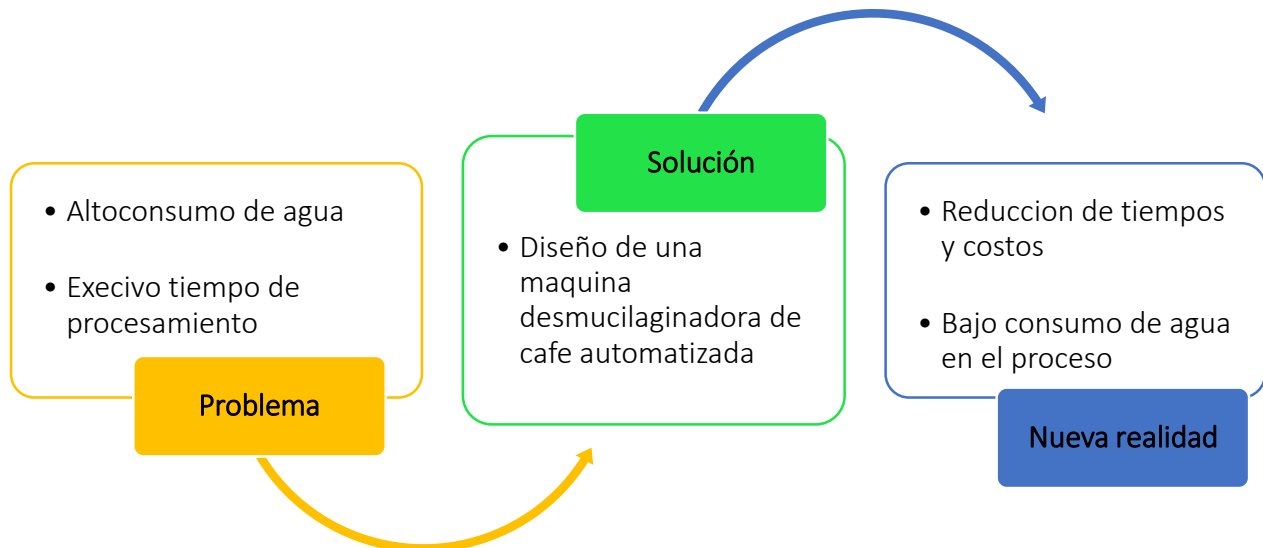 • Altoconsumo de agua
• Execivo tiempo de
procesamiento
Problema
Solución
• Diseño de una
maquina
desmucilaginadora de
cafe automatizada
• Reduccion de tiempos
y costos
• Bajo consumo de agua
en el proceso
Nueva realidad